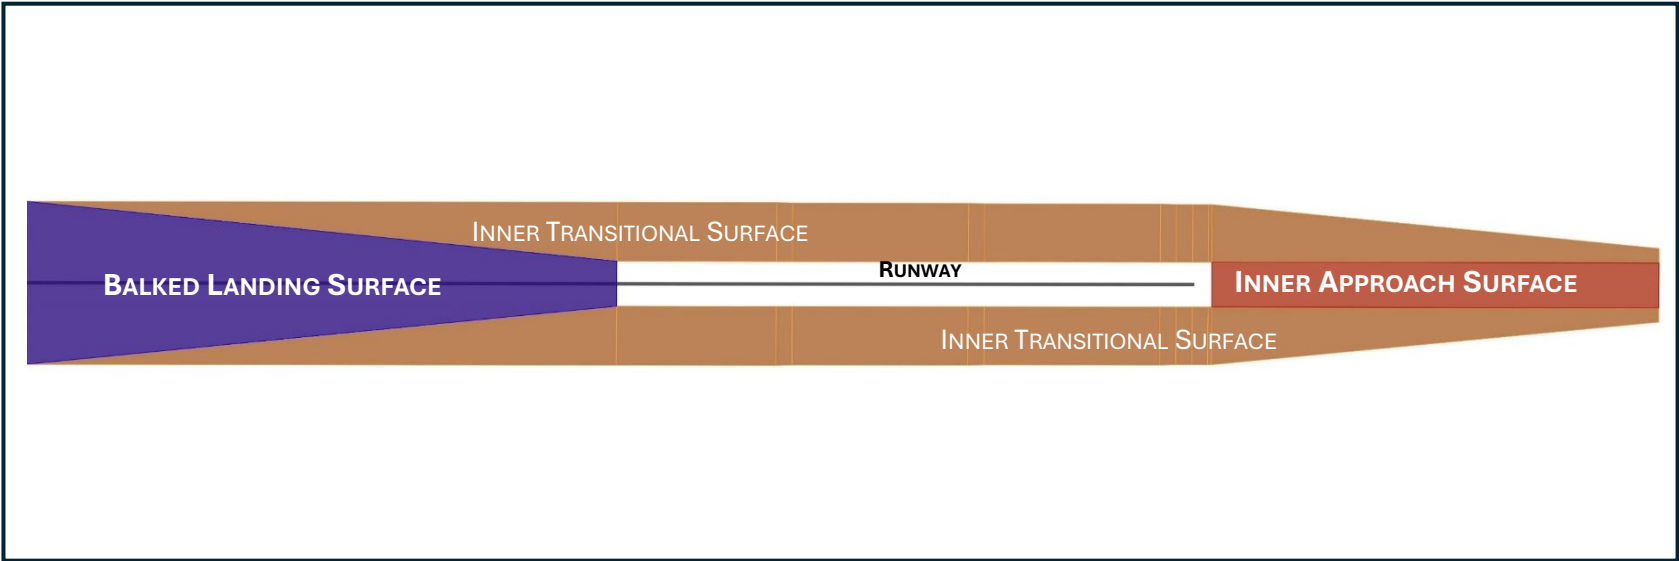 INNER TRANSITIONAL SURFACE
RUNWAY
BALKED LANDING SURFACE
INNER APPROACH SURFACE
INNER TRANSITIONAL SURFACE